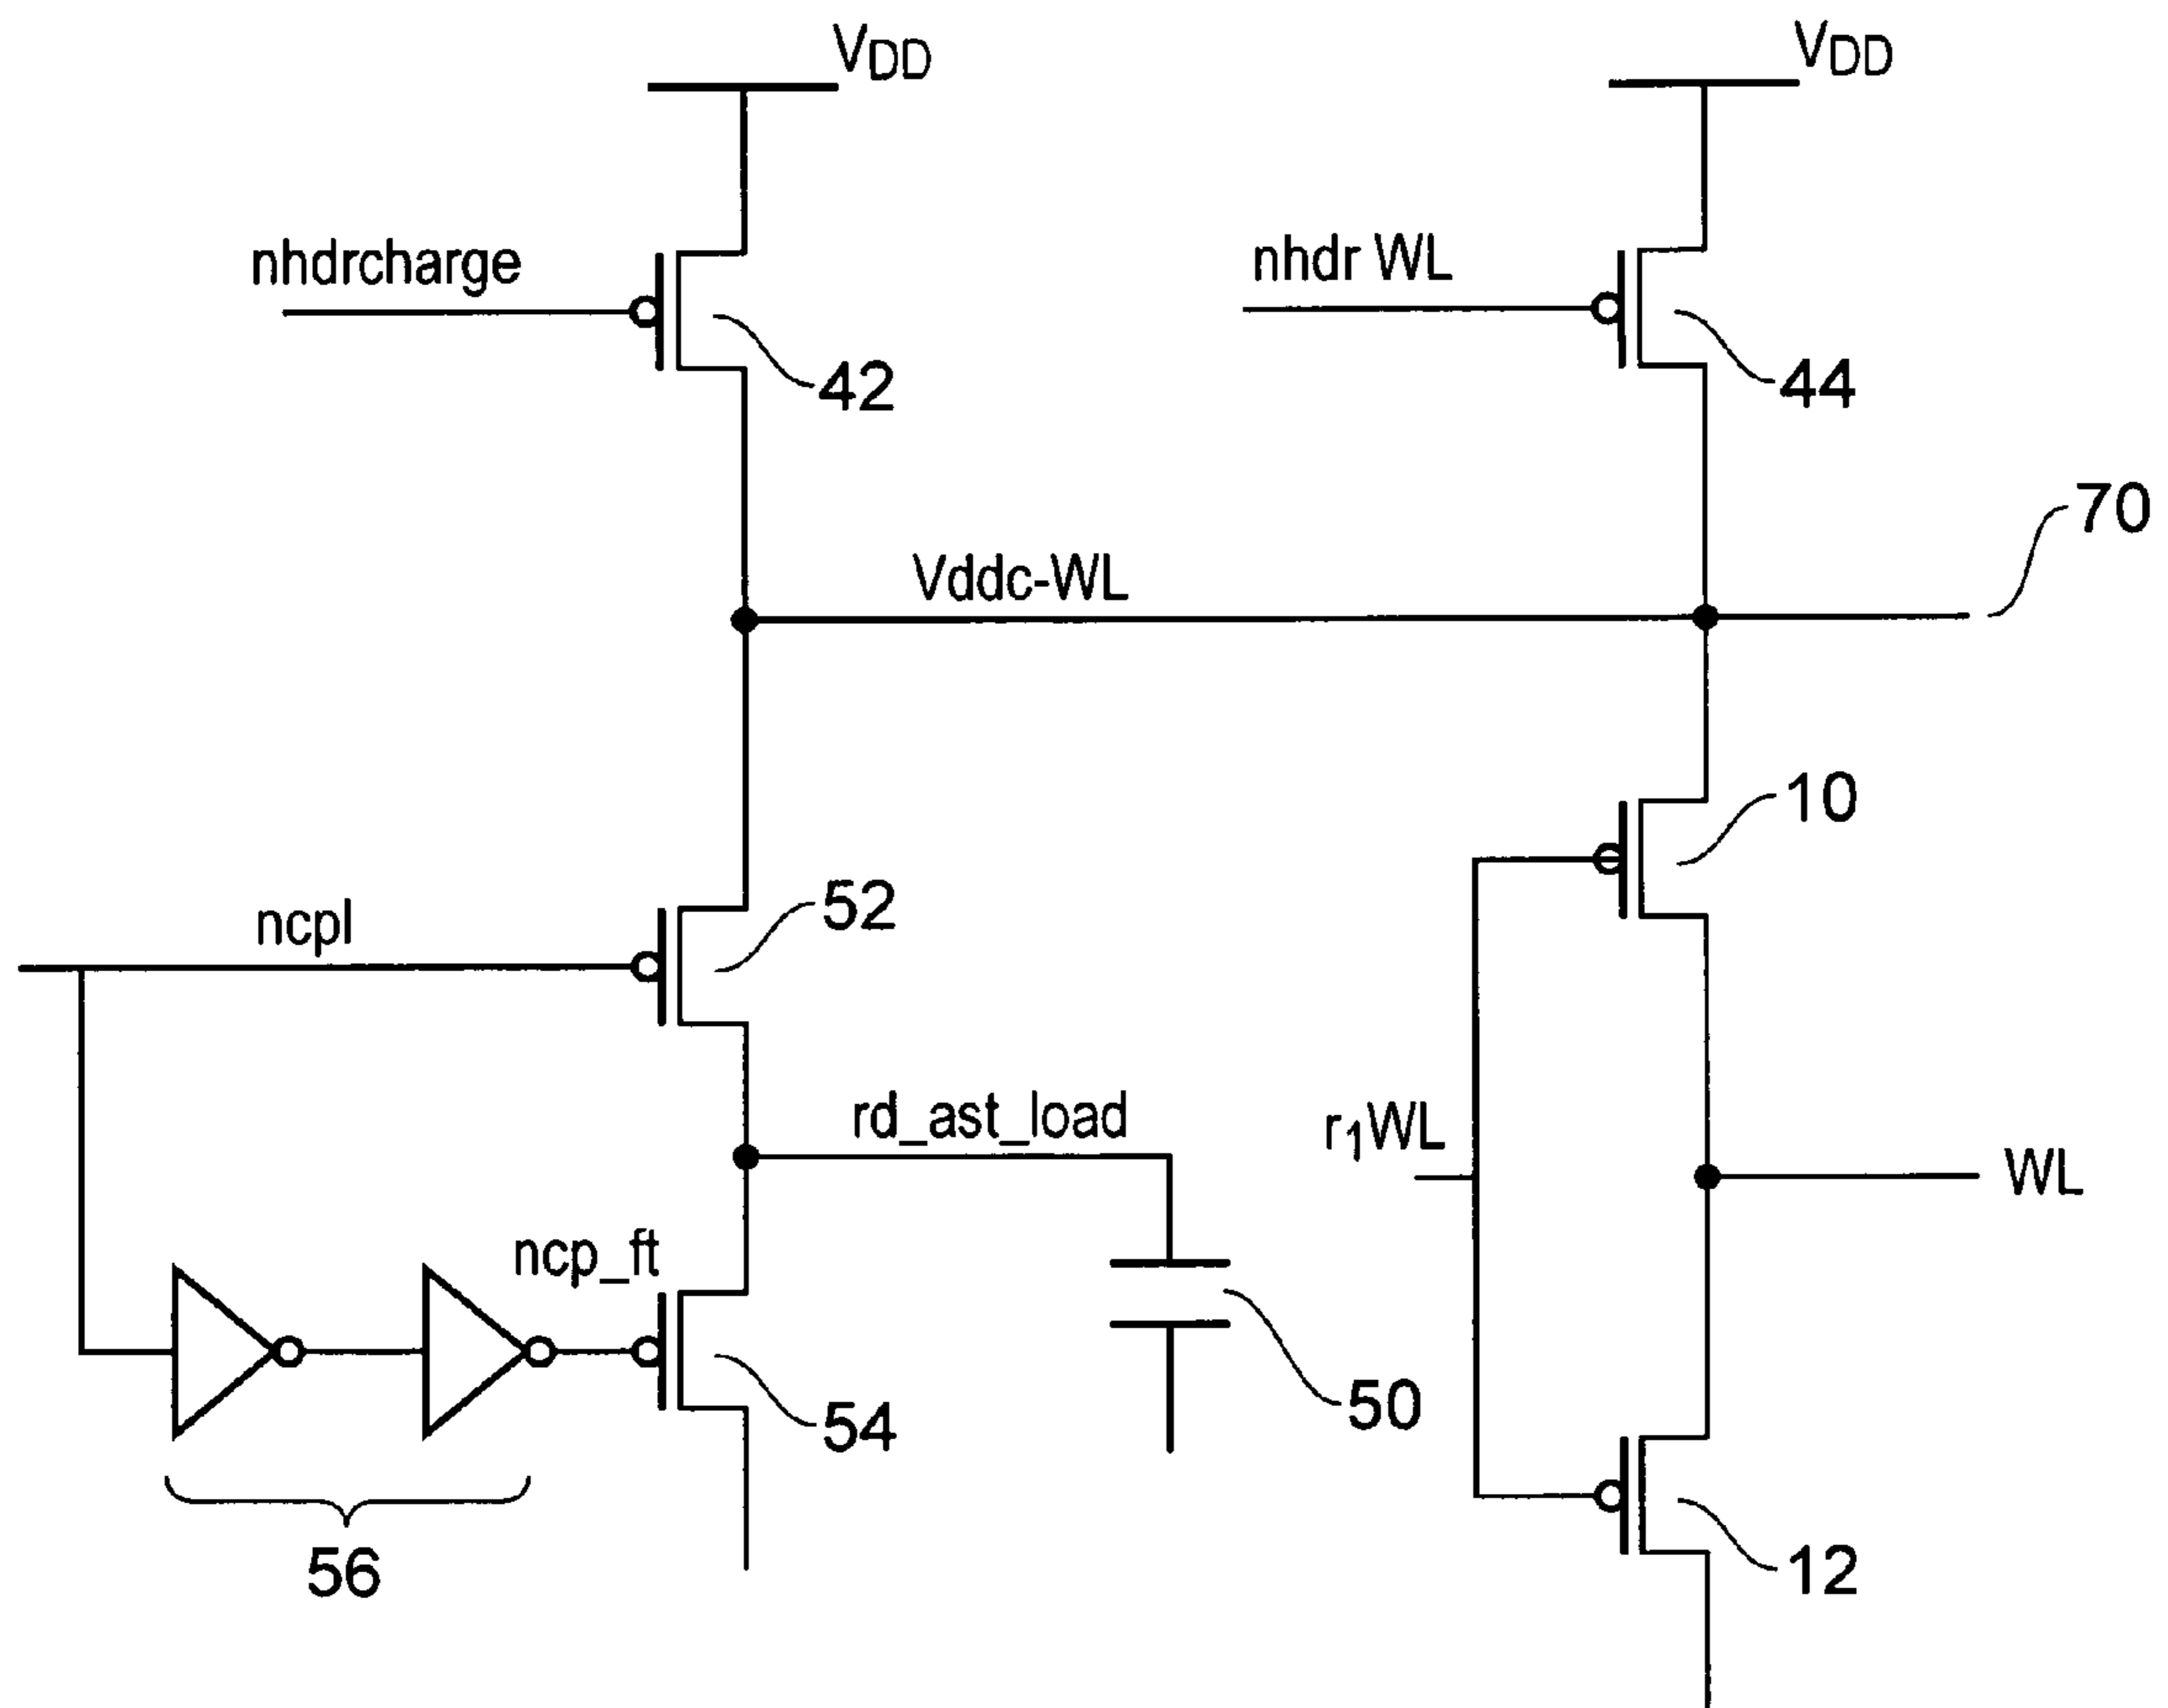 VDD
VDD
nhdrcharge
nhdr WL
42
44
70
Vddc-WL
10
52
ncpl
rd_ast_load
r1WL
WL
ncp_ft
50
54
56
12